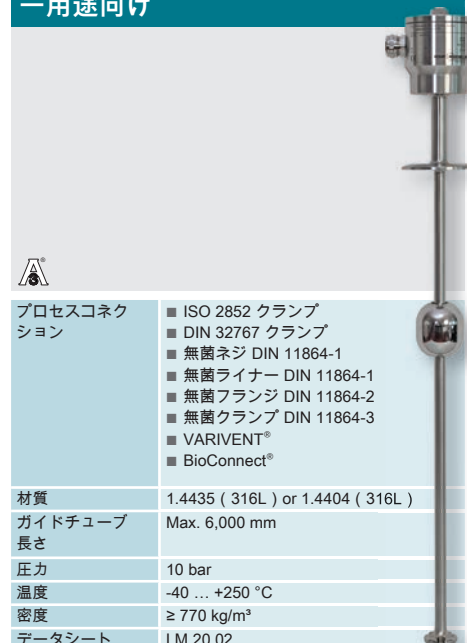 ー用途向け
プロセスコネク
ション
■ ISO 2852 クランプ
■ DIN 32767 クランプ
■ 無菌ネジ DIN 11864-1
■ 無菌ライナー DIN 11864-1
■ 無菌フランジ DIN 11864-2
■ 無菌クランプ DIN 11864-3
■ VARIVENT®
■ BioConnect®
材質 1.4435 ( 316L ) or 1.4404 ( 316L )
ガイドチューブ
長さ
Max. 6,000 mm
圧力 10 bar
温度 -40 … +250 °C
密度 ≥ 770 kg/m³
データシート LM 20.02